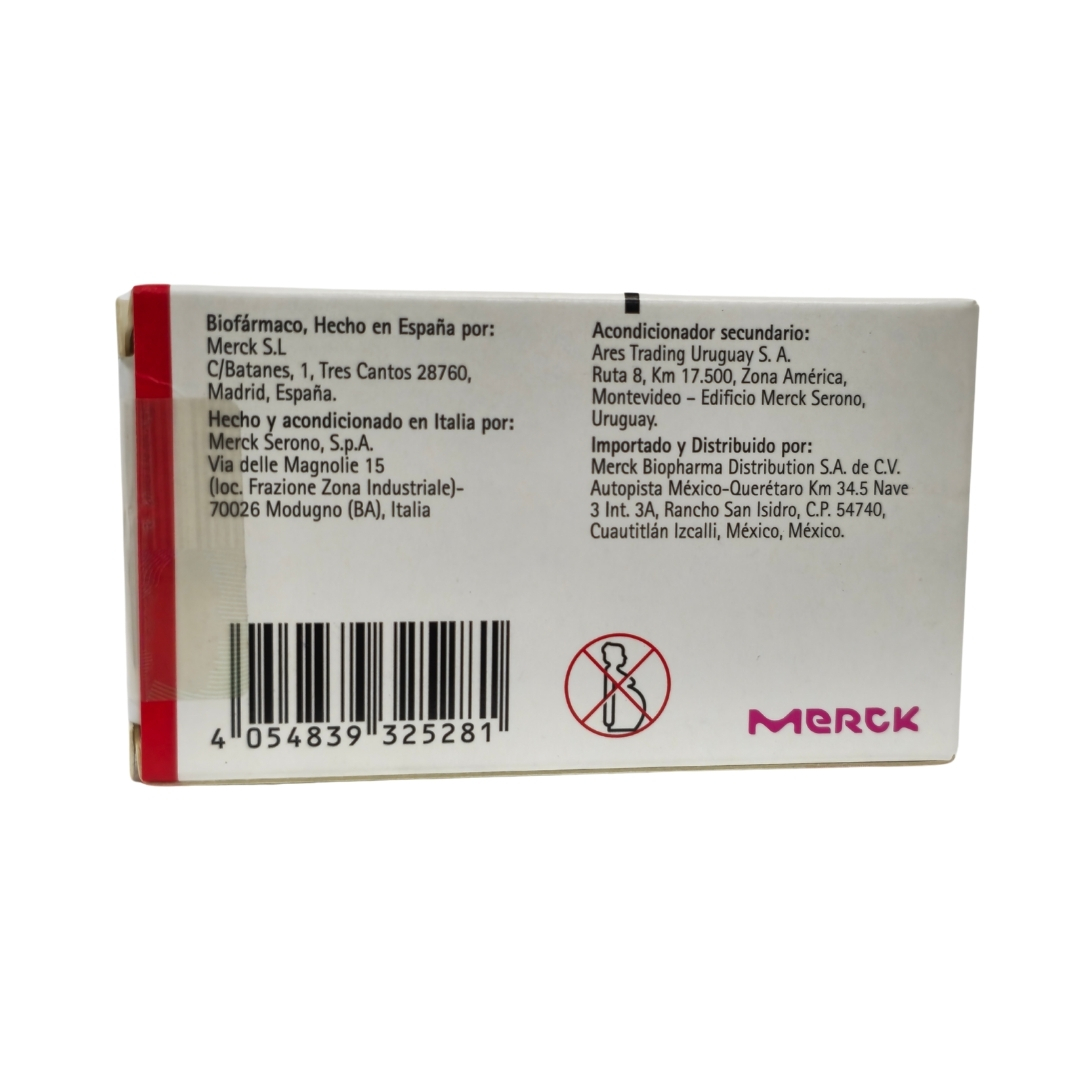 Biofármaco, Hecho en España por:
Merck S.L
C/Batanes, 1, Tres Cantos 28760,
Madrid, España.
Hecho y acondicionado en Italia por:
Merck Serono, S.p.A.
Via delle Magnolie 15
(loc. Frazione Zona Industriale)-
70026 Modugno (BA), Italia
Acondicionador secundario:
Ares Trading Uruguay S. A.
Ruta 8, Km 17.500, Zona América,
Montevideo – Edificio Merck Serono,
Uruguay.
Importado y Distribuido por:
Merck Biopharma Distribution S.A. de C.V.
Autopista México-Querétaro Km 34.5 Nave
3 Int. 3A, Rancho San Isidro, C.P. 54740,
Cuautitlán Izcalli, México, México.
4 054839 325281
MERCK